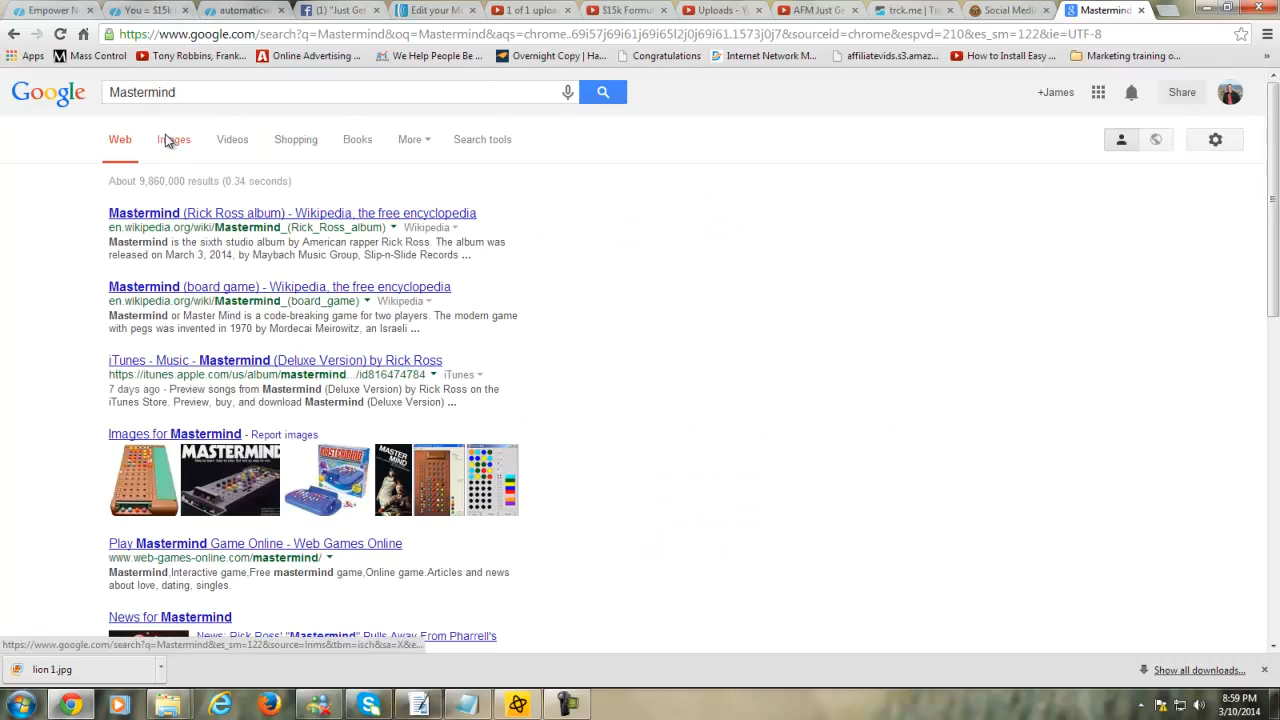 Empower N
You = $15k
automaticw
(1) "Just Ge
Edit your M
1 of 1 uplo
$15k Formu
Uploads - Y
AFM Just Ge
trck.me | T
Social Medi
Mastermind
https://www.google.com/search?q=Mastermind&oq=Mastermind&aqs=chrome..69i57j69i61j69i65l2j0j69i61.1573j0j7&sourceid=chrome&espvd=210&es_sm=122&ie=UTF-8
Apps
Mass Control
Tony Robbins, Frank...
Online Advertising ...
We Help People Be ...
Overnight Copy | Ha...
Congratulations
Internet Network M...
affiliatevids.s3.amaz...
How to Install Easy ...
Marketing training o...
Google
Mastermind
+James
Share
Web Images Videos Shopping Books More Search tools
About 9,860,000 results (0.34 seconds)
Mastermind (Rick Ross album) - Wikipedia, the free encyclopedia
en.wikipedia.org/wiki/Mastermind_(Rick_Ross_album) Wikipedia
Mastermind is the sixth studio album by American rapper Rick Ross. The album was
released on March 3, 2014, by Maybach Music Group, Slip-n-Slide Records ...
Mastermind (board game) - Wikipedia, the free encyclopedia
en.wikipedia.org/wiki/Mastermind_(board_game) Wikipedia
Mastermind or Master Mind is a code-breaking game for two players. The modern game
with pegs was invented in 1970 by Mordecai Meirowitz, an Israeli ...
iTunes - Music - Mastermind (Deluxe Version) by Rick Ross
https://itunes.apple.com/us/album/mastermind.../id816474784 iTunes
7 days ago - Preview songs from Mastermind (Deluxe Version) by Rick Ross on the
iTunes Store. Preview, buy, and download Mastermind (Deluxe Version) ...
Images for Mastermind - Report images
MASTERMIND
MASTER
MIND
Play Mastermind Game Online - Web Games Online
www.web-games-online.com/mastermind/
Mastermind,Interactive game,Free mastermind game,Online game.Articles and news
about love, dating, singles.
News for Mastermind
News: Rick Ross' "Mastermind" Pulls Away From Pharrell's
https://www.google.com/search?q=Mastermind&es_sm=122&source=lnms&tbm=isch&sa=X&e...
lion 1.jpg
Show all downloads...
8:59 PM
3/10/2014